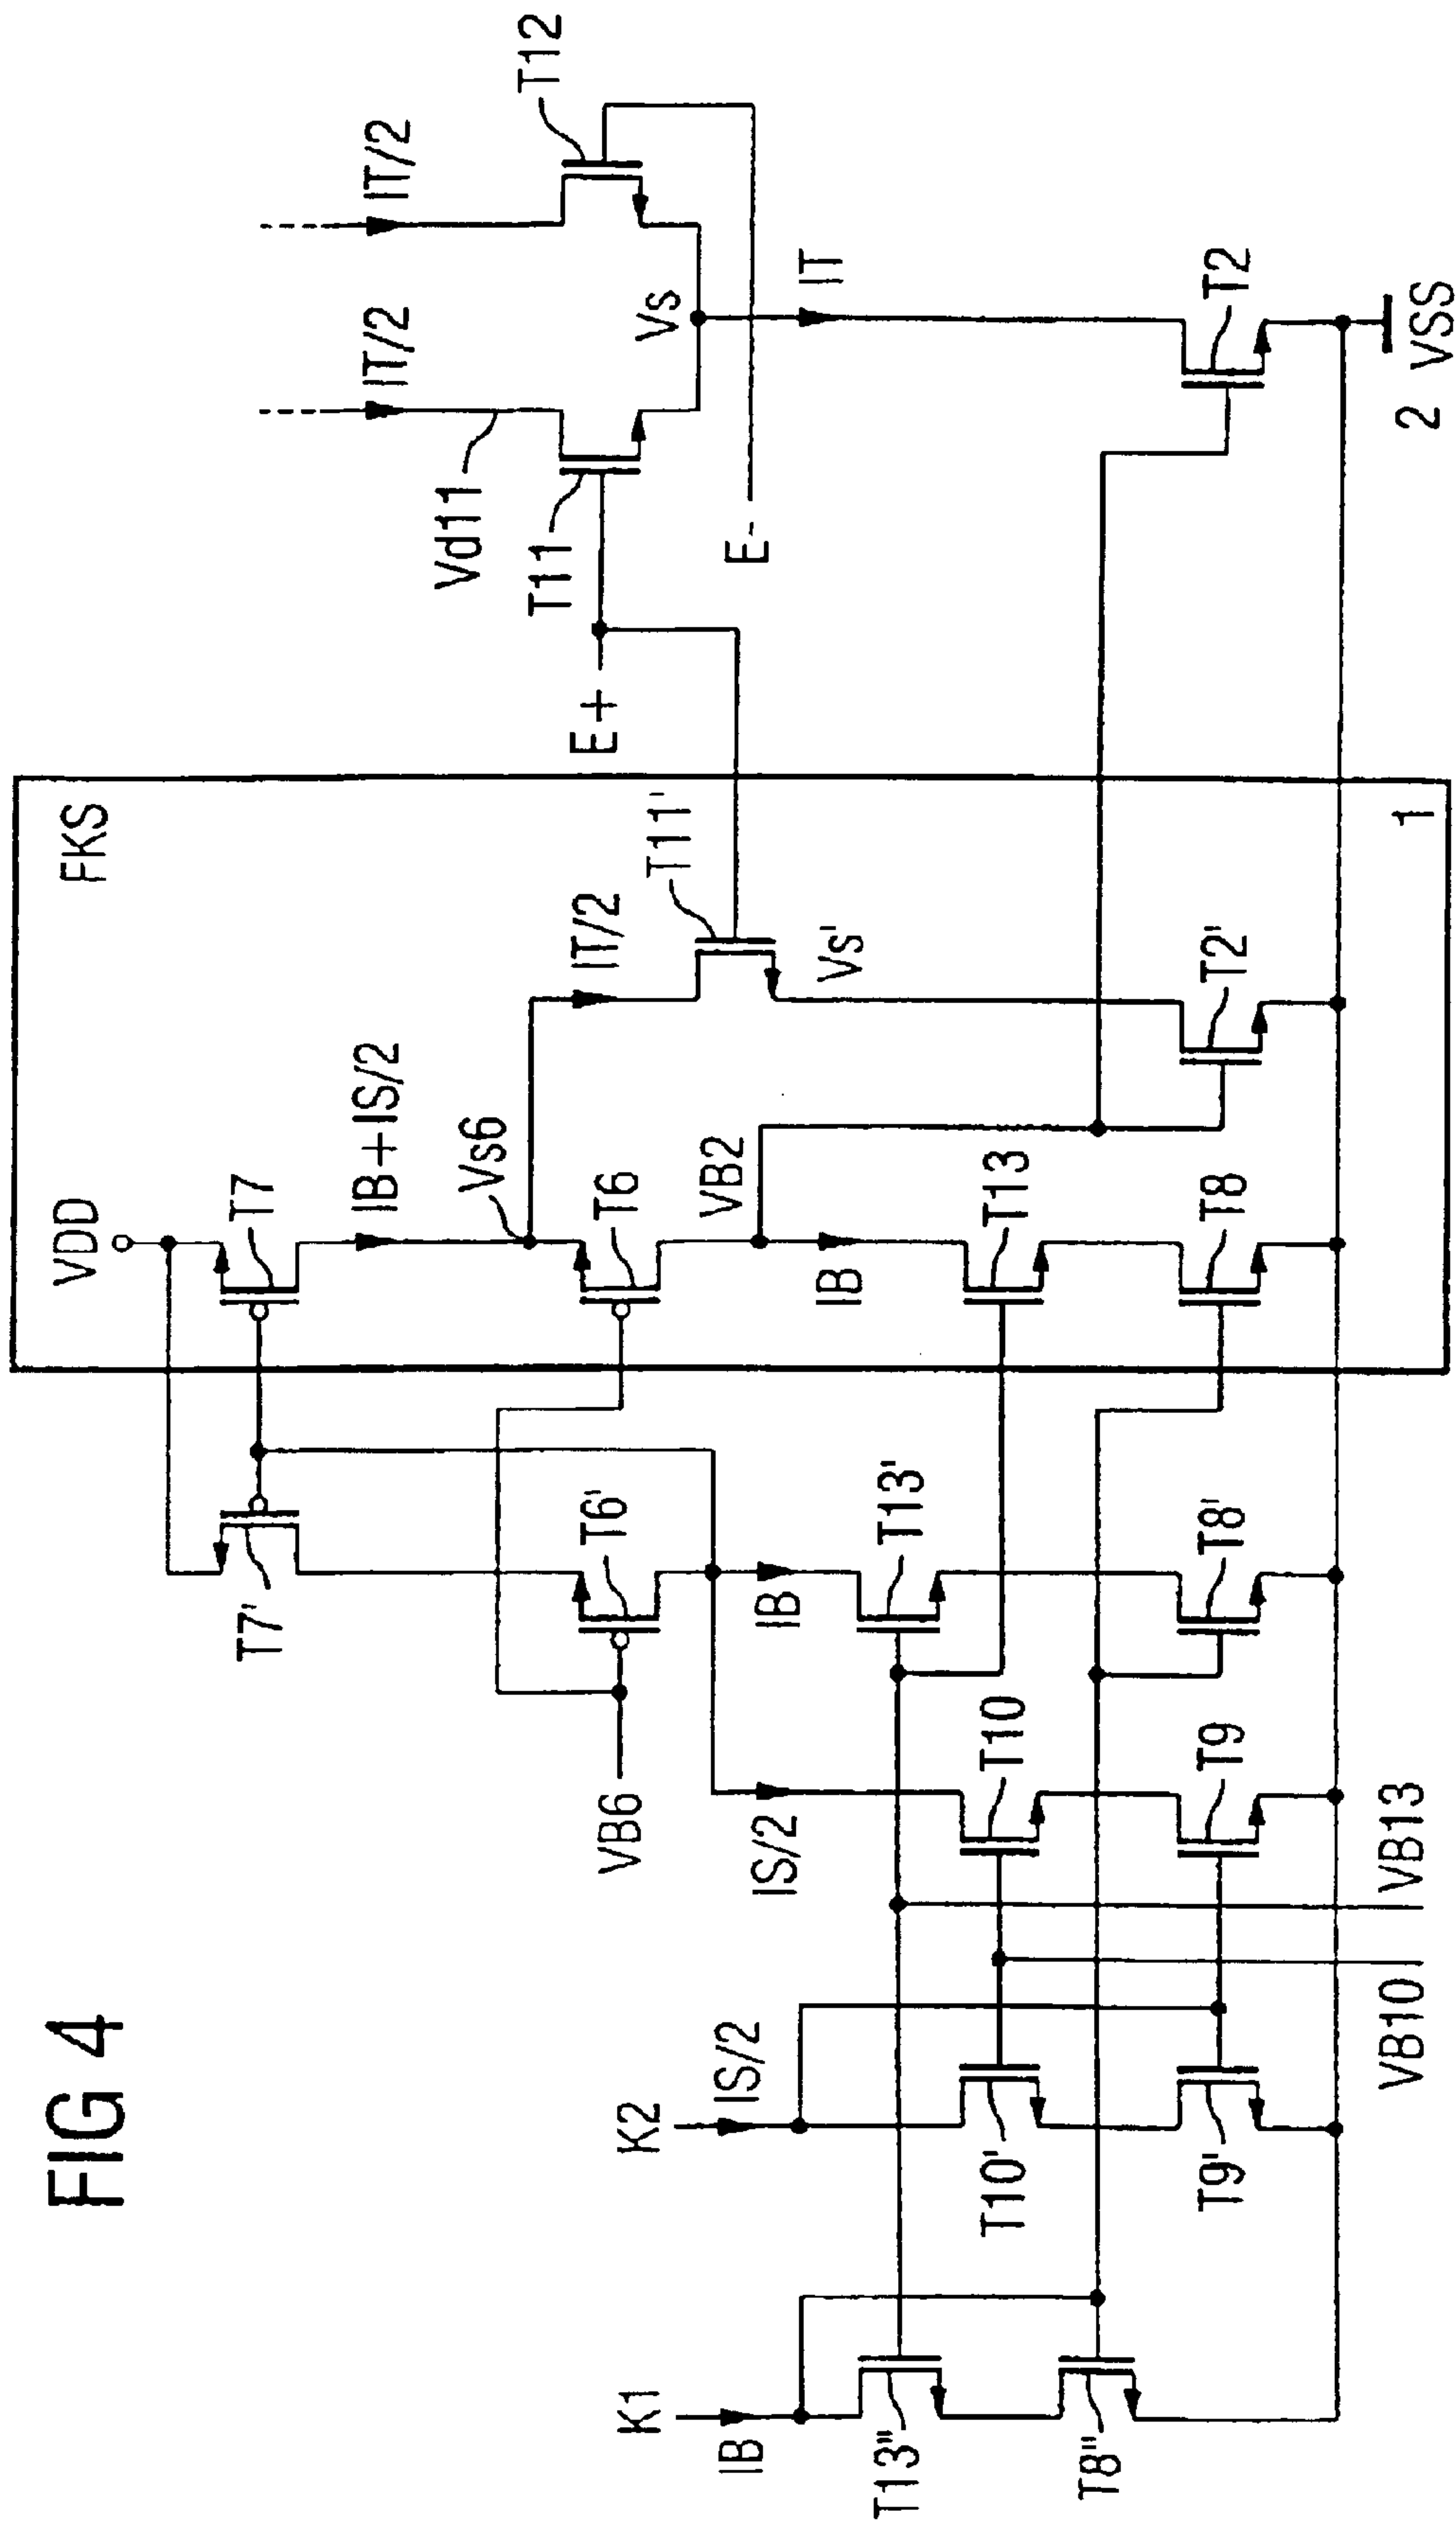 FIG 4
VDD
FKS
T7'
T7
IB+IS/2
Vs6
IT/2
IT/2
IT/2
T12
Vd11
T11
E+
E-
Vs
IT
T11'
Vs'
VB6
T6'
T6
VB2
K1
IB
K2
IS/2
IS/2
IB
IB
T13"
T10'
T10
T13'
T13
T8"
T9'
T9
T8'
T8
T2'
T2
VB10
VB13
1
2
VSS